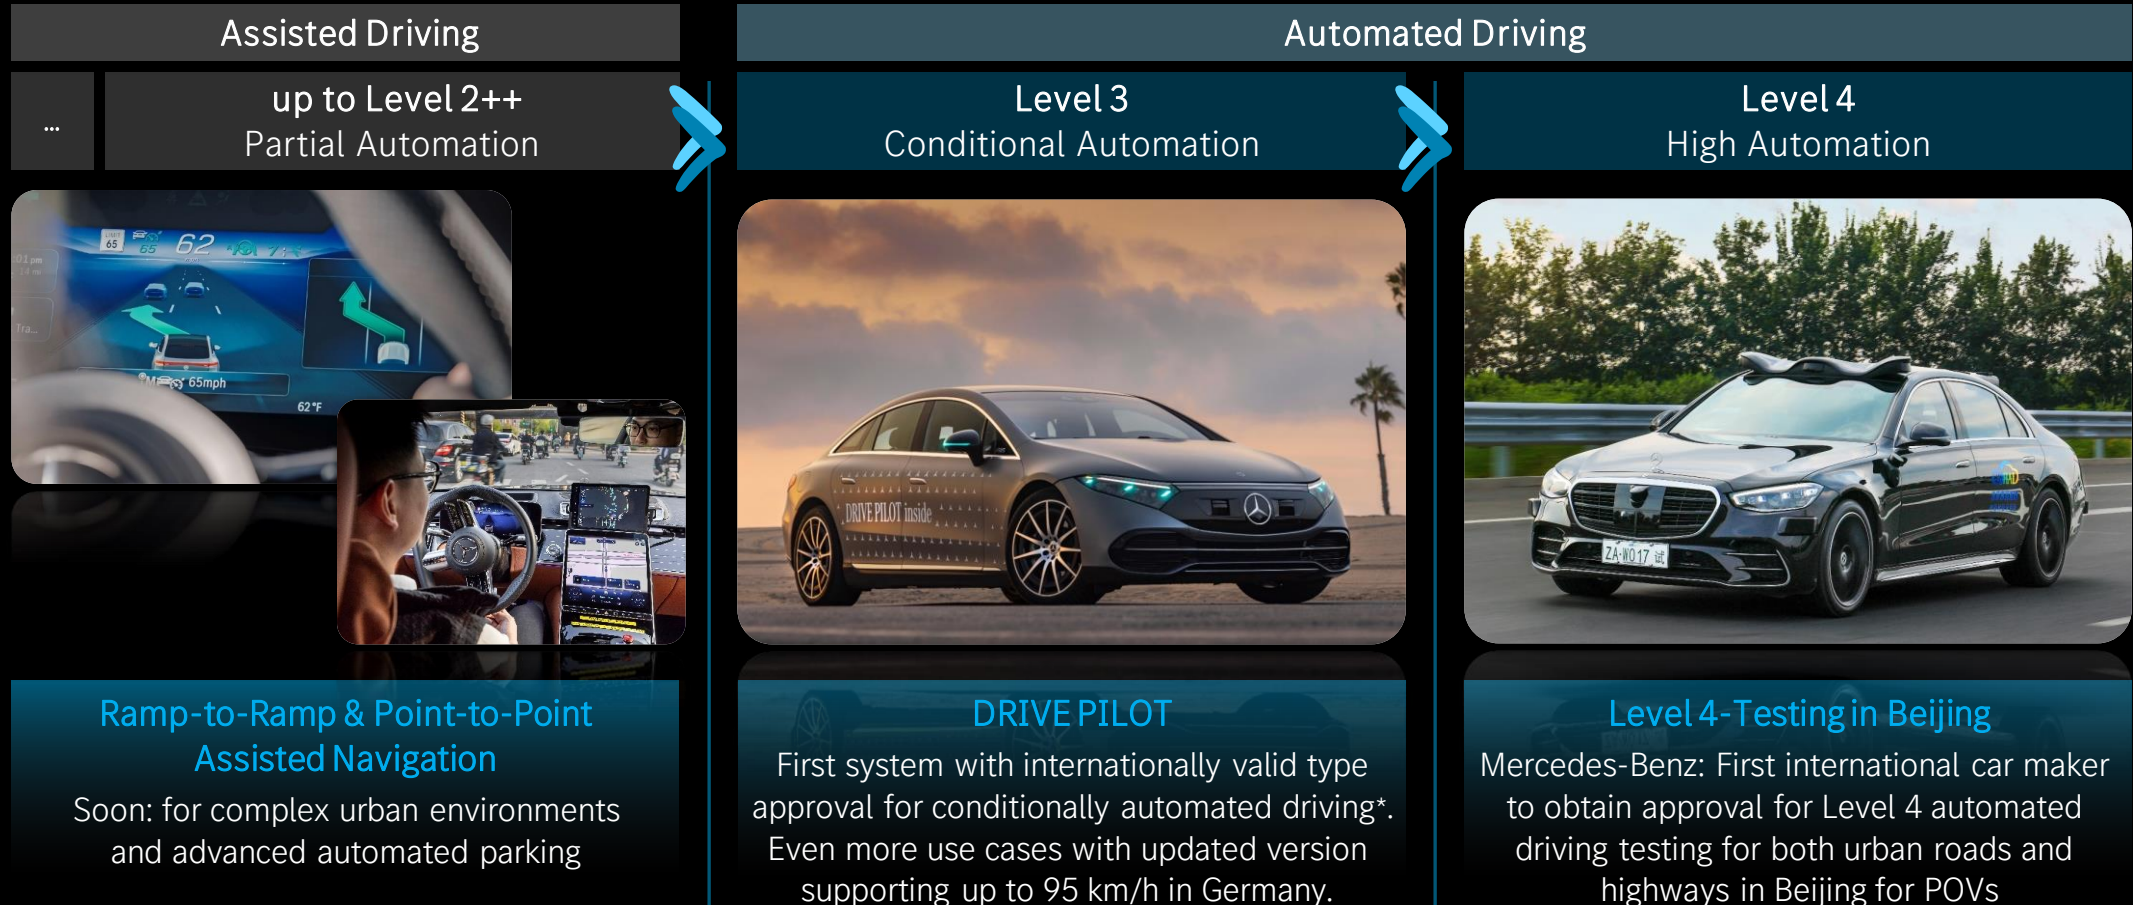 Assisted Driving
Automated Driving
...
up to Level 2++
Partial Automation
Level 3
Conditional Automation
Level 4
High Automation
LIMIT
65
65
62
65mph
62°F
DRIVE PILOT inside
ZA·W017 试
Ramp-to-Ramp & Point-to-Point
Assisted Navigation
Soon: for complex urban environments
and advanced automated parking
DRIVE PILOT
First system with internationally valid type
approval for conditionally automated driving*.
Even more use cases with updated version
supporting up to 95 km/h in Germany.
Level 4-Testing in Beijing
Mercedes-Benz: First international car maker
to obtain approval for Level 4 automated
driving testing for both urban roads and
highways in Beijing for POVs